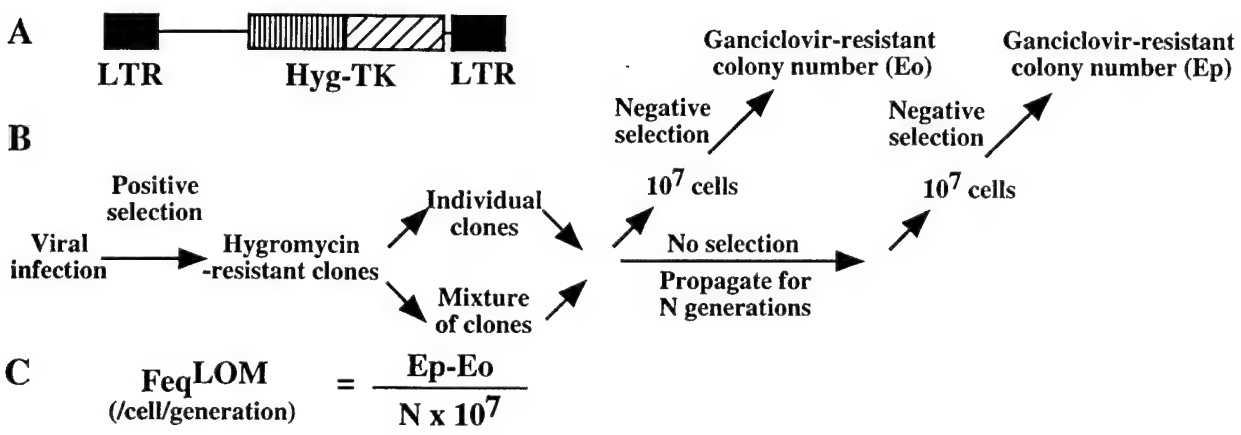 A
LTR
Hyg-TK
LTR
B
Viral
infection
Positive
selection
Hygromycin
-resistant clones
Individual
clones
Mixture
of clones
Negative
selection
10^7 cells
Ganciclovir-resistant
colony number (Eo)
No selection
Propagate for
N generations
Negative
selection
10^7 cells
Ganciclovir-resistant
colony number (Ep)
C
Feq^LOM
(/cell/generation)
=
Ep-Eo
N x 10^7